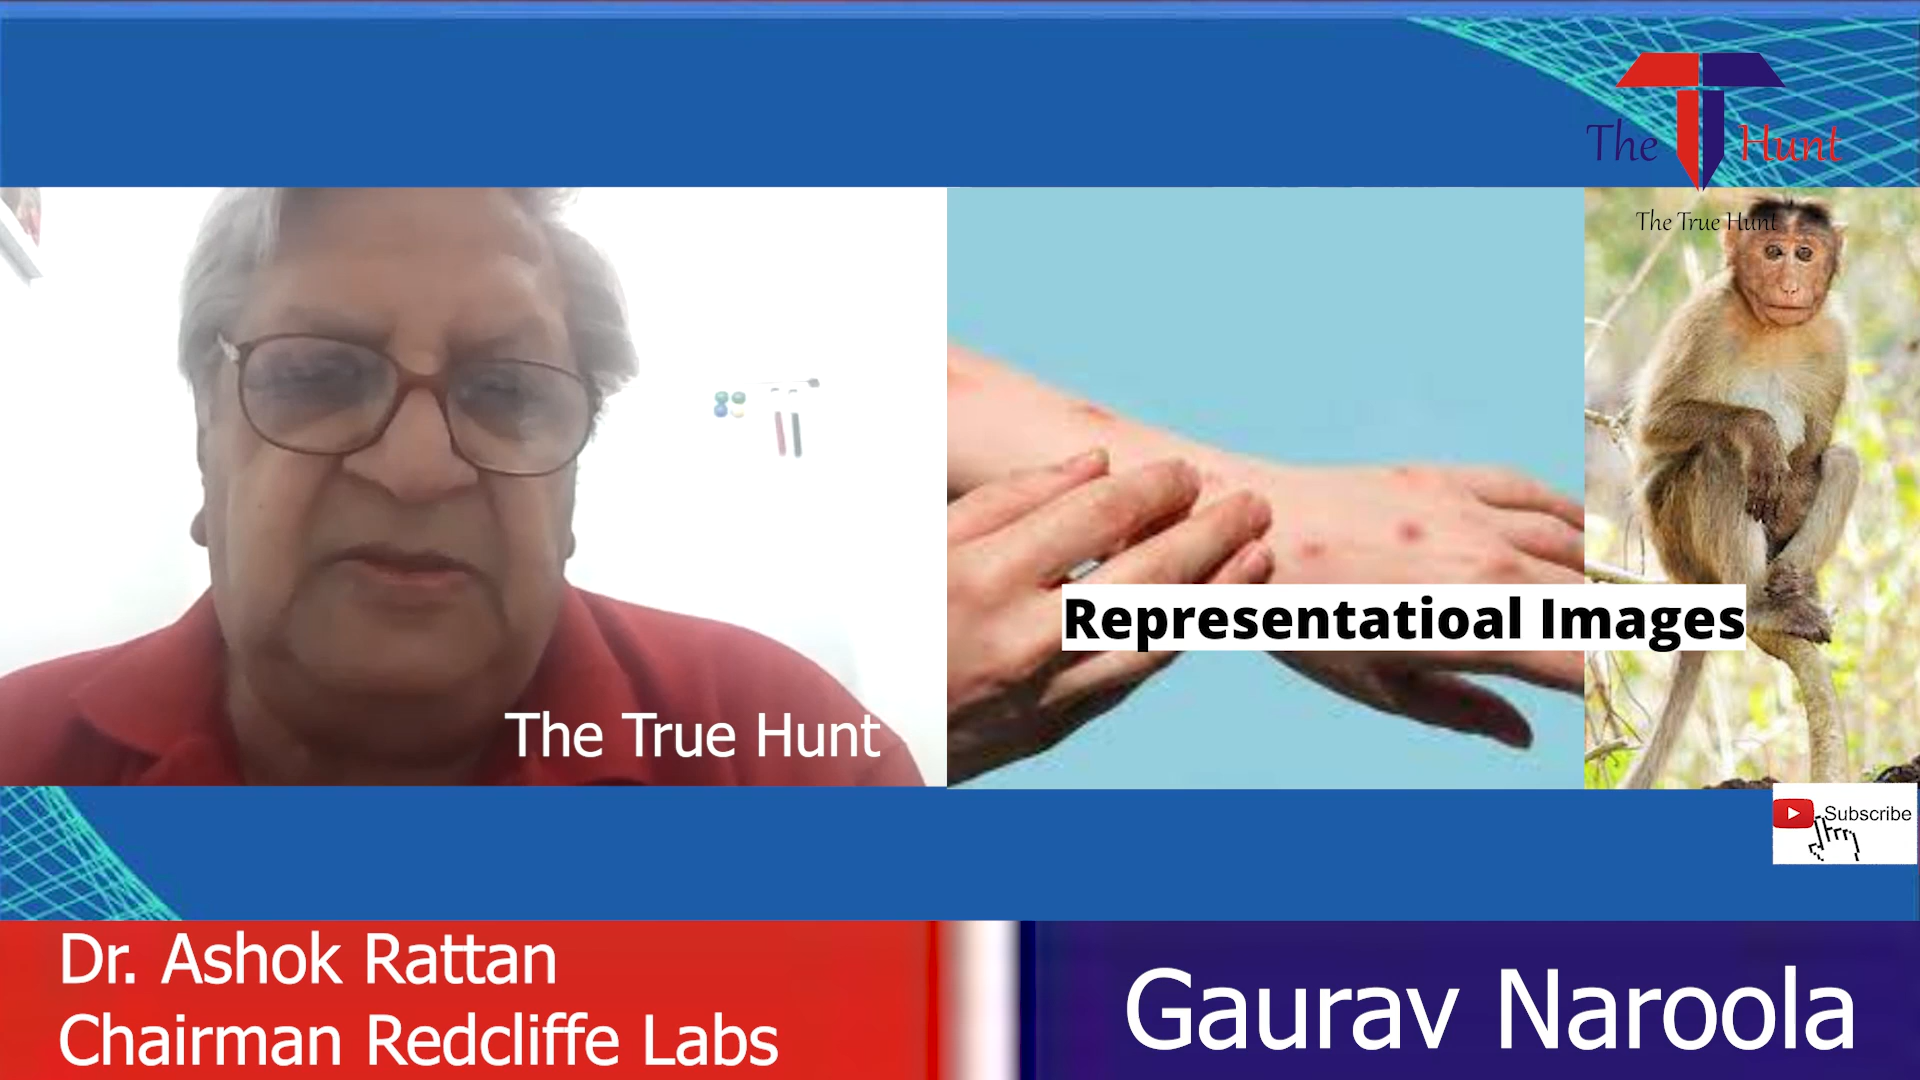 The Hunt
The True Hunt
Representatioal Images
The True Hunt
Subscribe
Dr. Ashok Rattan
Chairman Redcliffe Labs
Gaurav Naroola